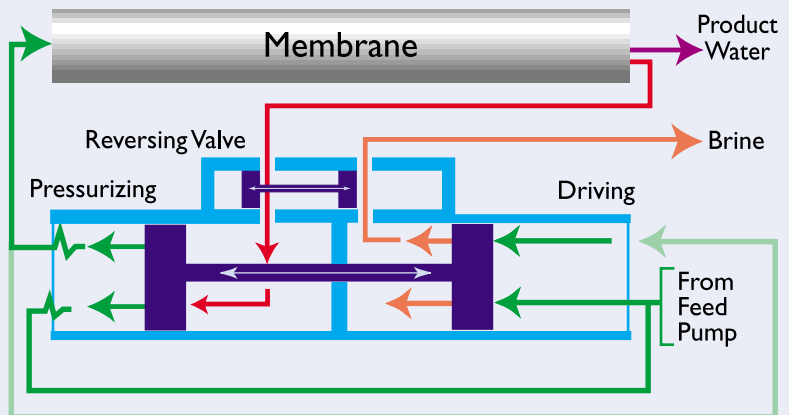 Membrane
Product
Water
Reversing Valve
Brine
Pressurizing
Driving
From
Feed
Pump